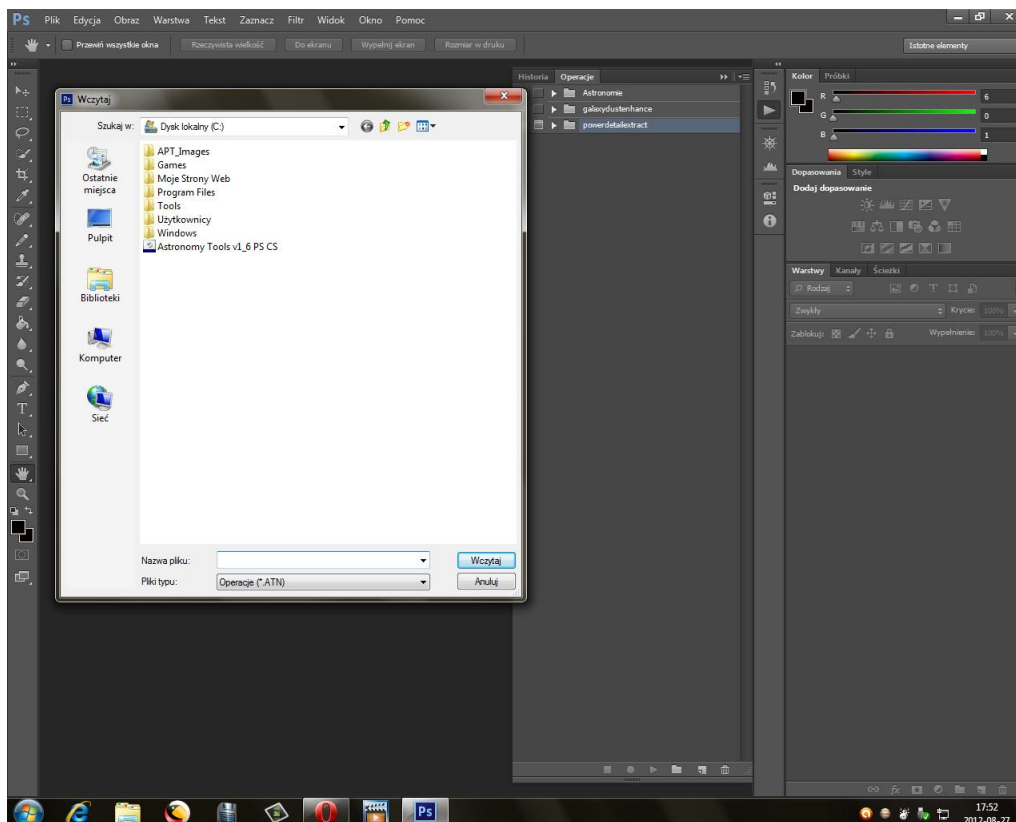 Ps Plik Edycja Obraz Warstwa Tekst Zaznacz Filtr Widok Okno Pomoc
Przewiń wszystkie okna Rzeczywista wielkość Do ekranu Wypełnij ekran Rozmiar w druku Istotne elementy
Historia Operacje
Astronomie
galaxydustenhance
powerdetailextract
Ps Wczytaj
Szukaj w: Dysk lokalny (C:)
Ostatnie miejsca
Pulpit
Biblioteki
Komputer
Sieć
APT_Images
Games
Moje Strony Web
Program Files
Tools
Użytkownicy
Windows
Astronomy Tools v1_6 PS CS
Nazwa pliku: Wczytaj
Pliki typu: Operacje (*.ATN) Anuluj
Kolor Próbki
R 6
G 0
B 1
Dopasowania Style
Dodaj dopasowanie
Warstwy Kanały Ścieżki
Rodzaj
Zwykły Krycie: 100%
Zablokuj: Wypełnienie: 100%
Ps
17:52
2012-08-27